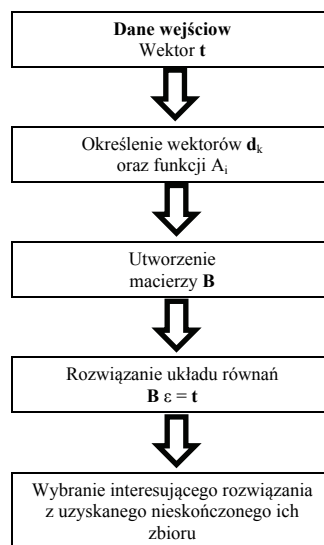 Dane wejściow
Wektor t
Określenie wektorów dₖ
oraz funkcji Aᵢ
Utworzenie
macierzy B
Rozwiązanie układu równań
B ε = t
Wybranie interesującego rozwiązania
z uzyskanego nieskończonego ich
zbioru